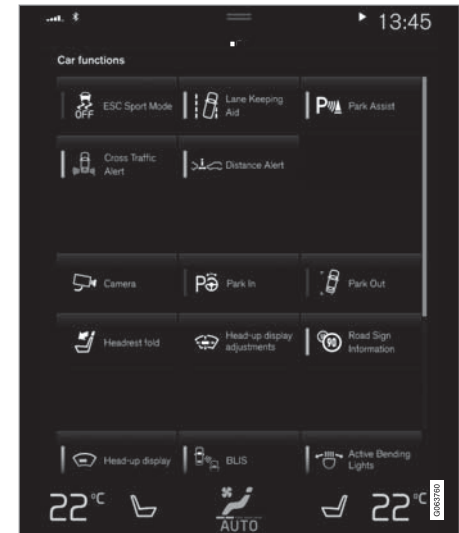 13:45
Car functions
OFF
ESC Sport Mode
Lane Keeping
Aid
P
Park Assist
Cross Traffic
Alert
Distance Alert
Camera
P
Park In
Park Out
Headrest fold
Head-up display
adjustments
90
Road Sign
Information
Head-up display
BLIS
Active Bending
Lights
22°C
AUTO
22°C
G063760